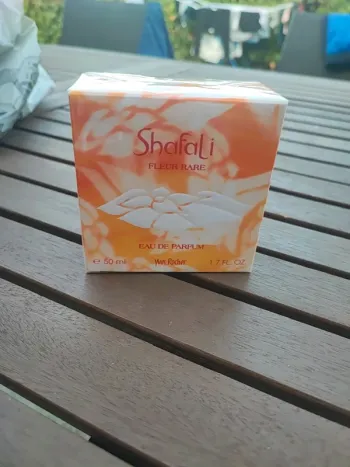 Shafali
FLEUR RARE
EAU DE PARFUM
℮ 50 ml Yves Rocher 1.7 FL. OZ.